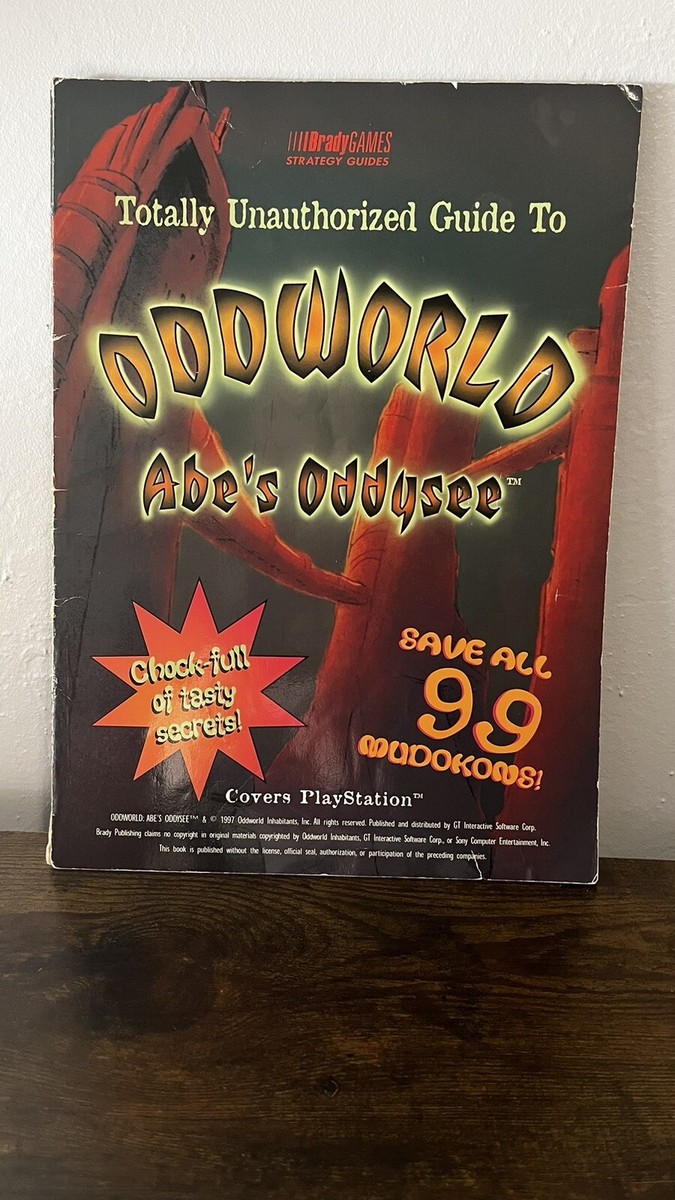 BradyGAMES
STRATEGY GUIDES
Totally Unauthorized Guide To
ODDWORLD
Abe's Oddysee™
Chock-full
of tasty
secrets!
SAVE ALL
99
MUDOKONS!
Covers PlayStation™
ODDWORLD: ABE'S ODDYSEE™ & © 1997 Oddworld Inhabitants, Inc. All rights reserved. Published and distributed by GT Interactive Software Corp.
Brady Publishing claims no copyright in original materials copyrighted by Oddworld Inhabitants, GT Interactive Software Corp., or Sony Computer Entertainment, Inc.
This book is published without the license, official seal, authorization, or participation of the preceding companies.